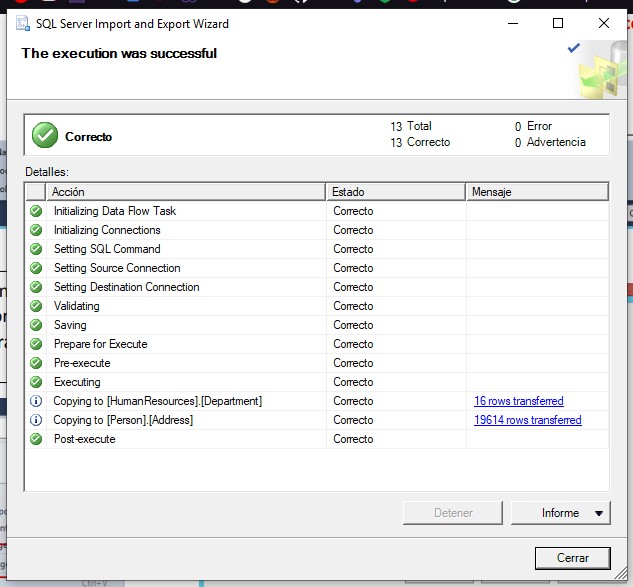 SQL Server Import and Export Wizard
The execution was successful
Correcto
13 Total 0 Error
13 Correcto 0 Advertencia
Detalles:
Acción Estado Mensaje
Initializing Data Flow Task Correcto
Initializing Connections Correcto
Setting SQL Command Correcto
Setting Source Connection Correcto
Setting Destination Connection Correcto
Validating Correcto
Saving Correcto
Prepare for Execute Correcto
Pre-execute Correcto
Executing Correcto
Copying to [HumanResources].[Department] Correcto 16 rows transferred
Copying to [Person].[Address] Correcto 19614 rows transferred
Post-execute Correcto
Detener Informe
Cerrar
Ctrl+V